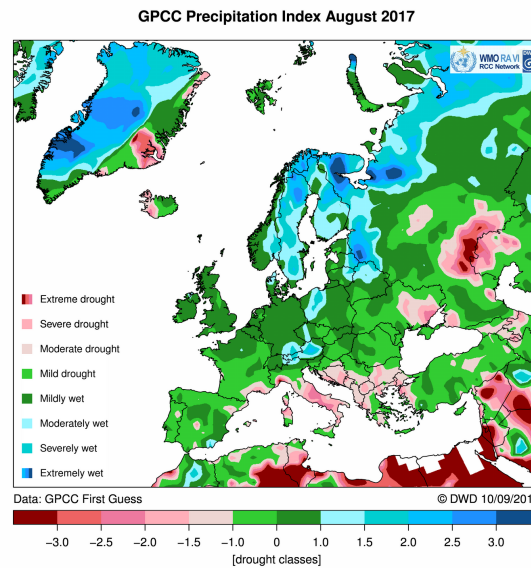 GPCC Precipitation Index August 2017
WMO RA VI
RCC Network
Extreme drought
Severe drought
Moderate drought
Mild drought
Mildly wet
Moderately wet
Severely wet
Extremely wet
Data: GPCC First Guess
© DWD 10/09/201
−3.0 −2.5 −2.0 −1.5 −1.0 0 1.0 1.5 2.0 2.5 3.0
[drought classes]